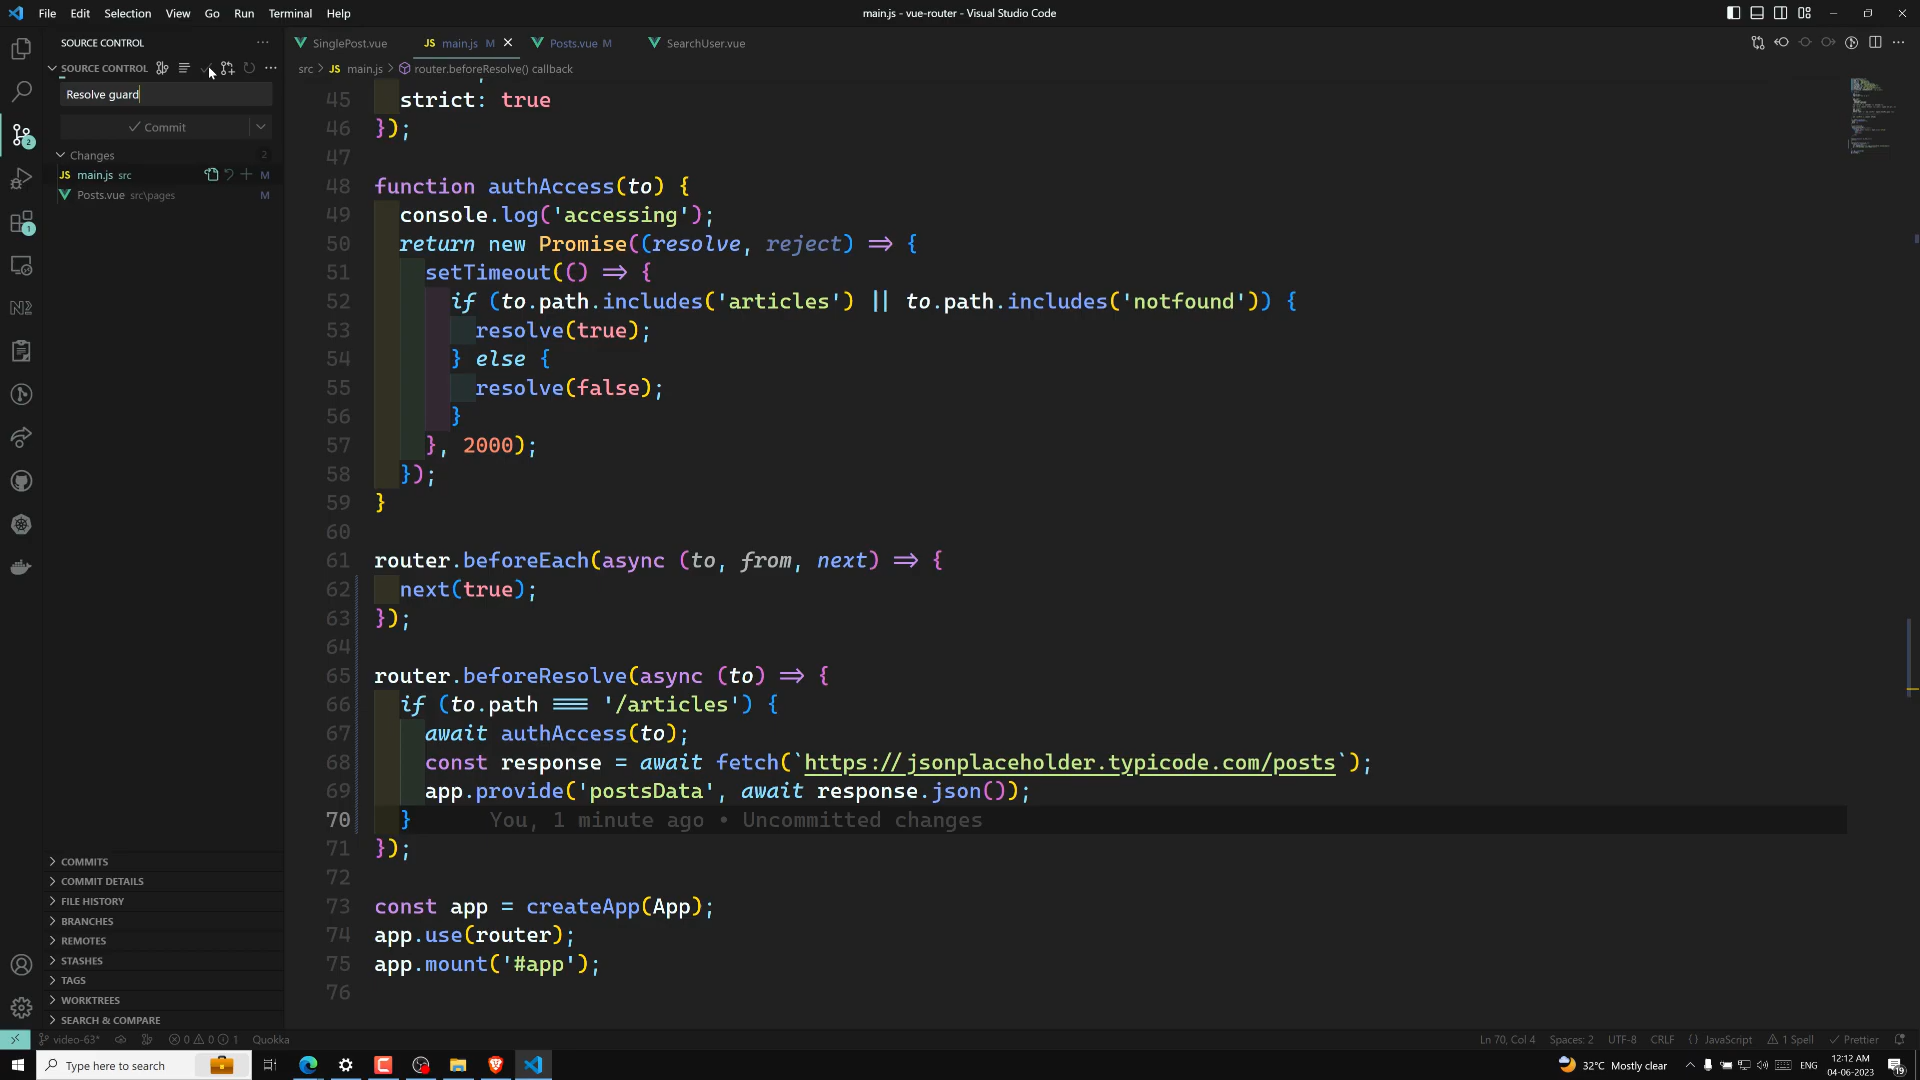 File Edit Selection View Go Run Terminal Help
main.js - vue-router - Visual Studio Code
SOURCE CONTROL
SinglePost.vue
JS main.js M
Posts.vue M
SearchUser.vue
SOURCE CONTROL
src > JS main.js > router.beforeResolve() callback
Resolve guard
Commit
Changes 2
JS main.js src M
Posts.vue src\pages M
45 strict: true
46 });
47
48 function authAccess(to) {
49 console.log('accessing');
50 return new Promise((resolve, reject) => {
51 setTimeout(() => {
52 if (to.path.includes('articles') || to.path.includes('notfound')) {
53 resolve(true);
54 } else {
55 resolve(false);
56 }
57 }, 2000);
58 });
59 }
60
61 router.beforeEach(async (to, from, next) => {
62 next(true);
63 });
64
65 router.beforeResolve(async (to) => {
66 if (to.path === '/articles') {
67 await authAccess(to);
68 const response = await fetch(`https://jsonplaceholder.typicode.com/posts`);
69 app.provide('postsData', await response.json());
70 } You, 1 minute ago • Uncommitted changes
71 });
72
73 const app = createApp(App);
74 app.use(router);
75 app.mount('#app');
76
COMMITS
COMMIT DETAILS
FILE HISTORY
BRANCHES
REMOTES
STASHES
TAGS
WORKTREES
SEARCH & COMPARE
video-63* 0 0 1 Quokka
Ln 70, Col 4 Spaces: 2 UTF-8 CRLF {} JavaScript 1 Spell Prettier
Type here to search
32°C Mostly clear
ENG
12:12 AM
04-06-2023
19